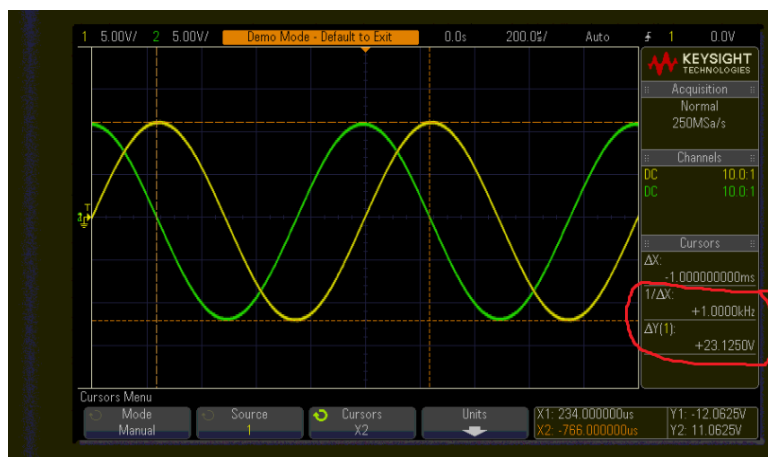 1 5.00V/ 2 5.00V/ Demo Mode - Default to Exit 0.0s 200.0s/ Auto 1 0.0V
KEYSIGHT
TECHNOLOGIES
Acquisition
Normal
250MSa/s
Channels
DC 10.0:1
DC 10.0:1
Cursors
ΔX:
-1.000000000ms
1/ΔX:
+1.0000kHz
ΔY(1):
+23.1250V
T
Cursors Menu
Mode Source Cursors Units
Manual 1 X2
X1: 234.000000us Y1: -12.0625V
X2: -766.000000us Y2: 11.0625V